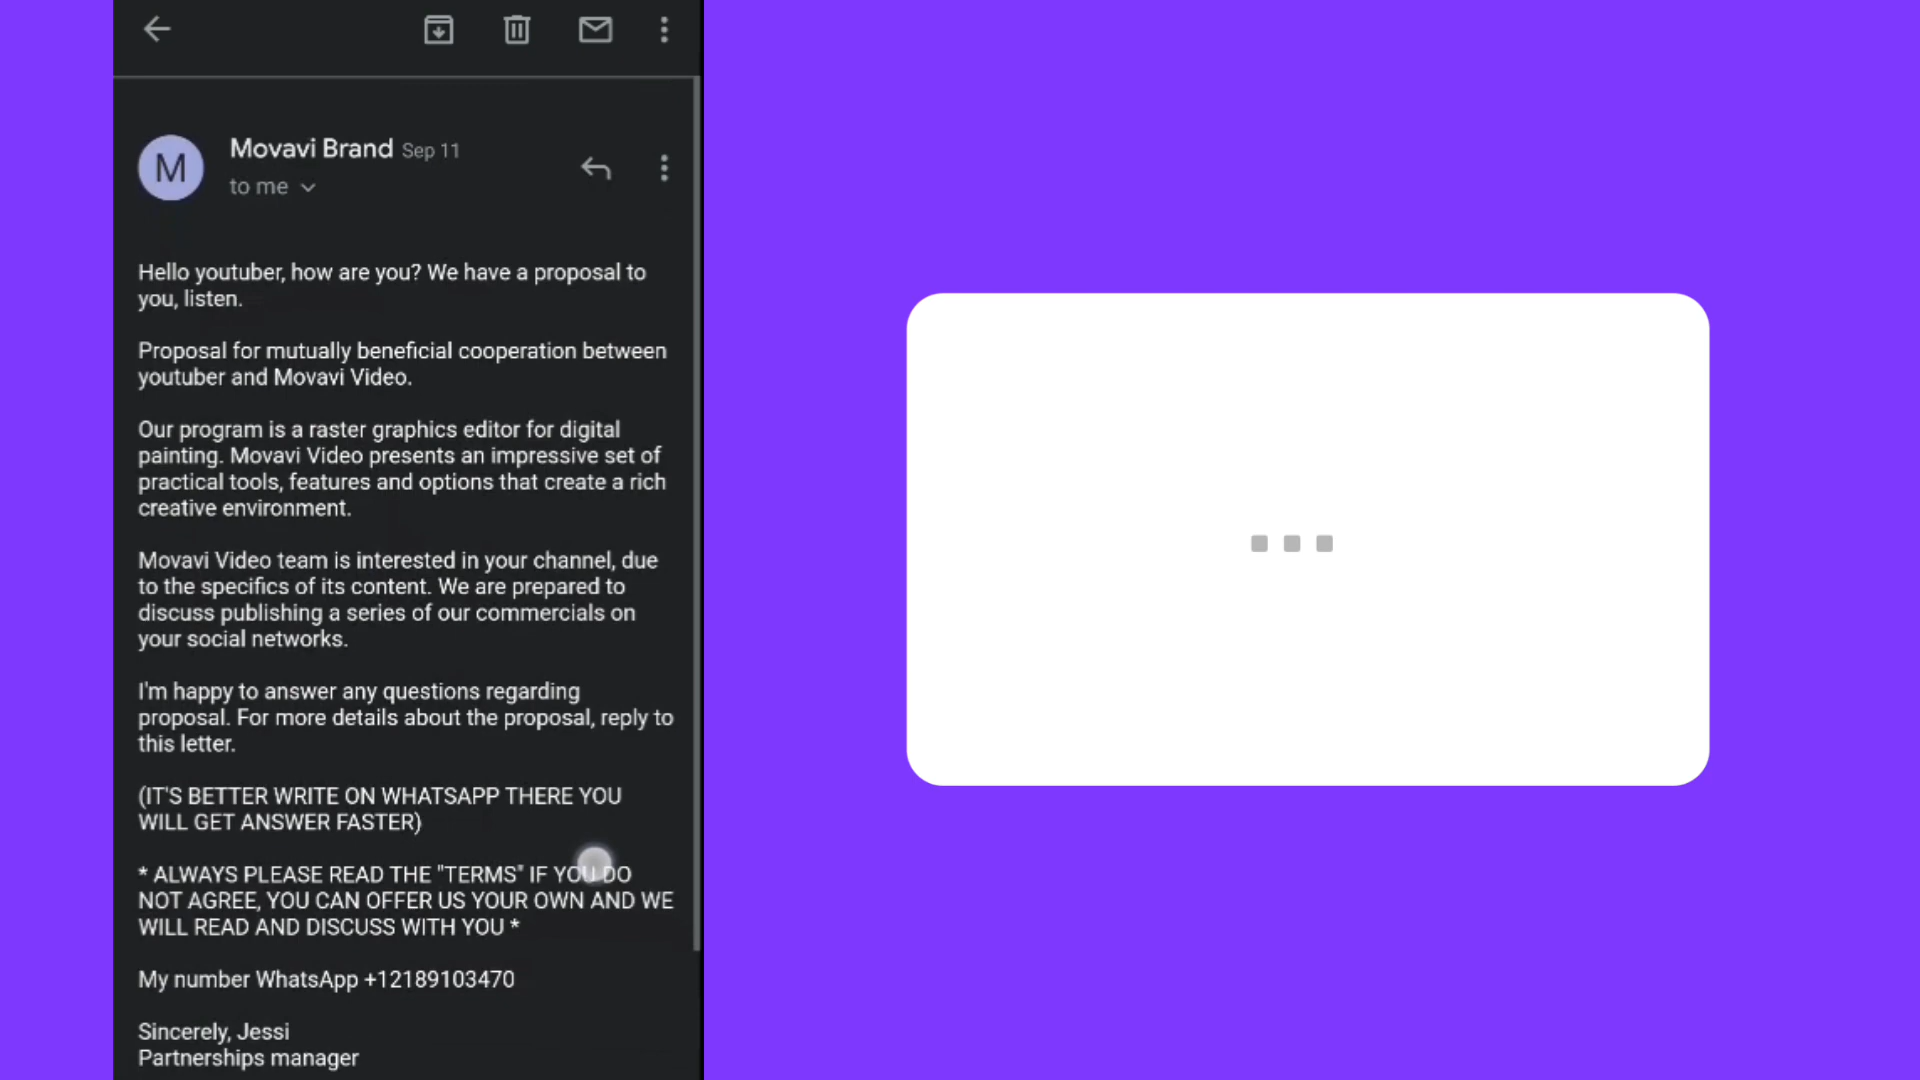 M
Movavi Brand Sep 11
to me
Hello youtuber, how are you? We have a proposal to
you, listen.
Proposal for mutually beneficial cooperation between
youtuber and Movavi Video.
Our program is a raster graphics editor for digital
painting. Movavi Video presents an impressive set of
practical tools, features and options that create a rich
creative environment.
Movavi Video team is interested in your channel, due
to the specifics of its content. We are prepared to
discuss publishing a series of our commercials on
your social networks.
I'm happy to answer any questions regarding
proposal. For more details about the proposal, reply to
this letter.
(IT'S BETTER WRITE ON WHATSAPP THERE YOU
WILL GET ANSWER FASTER)
* ALWAYS PLEASE READ THE "TERMS" IF YOU DO
NOT AGREE, YOU CAN OFFER US YOUR OWN AND WE
WILL READ AND DISCUSS WITH YOU *
My number WhatsApp +12189103470
Sincerely, Jessi
Partnerships manager